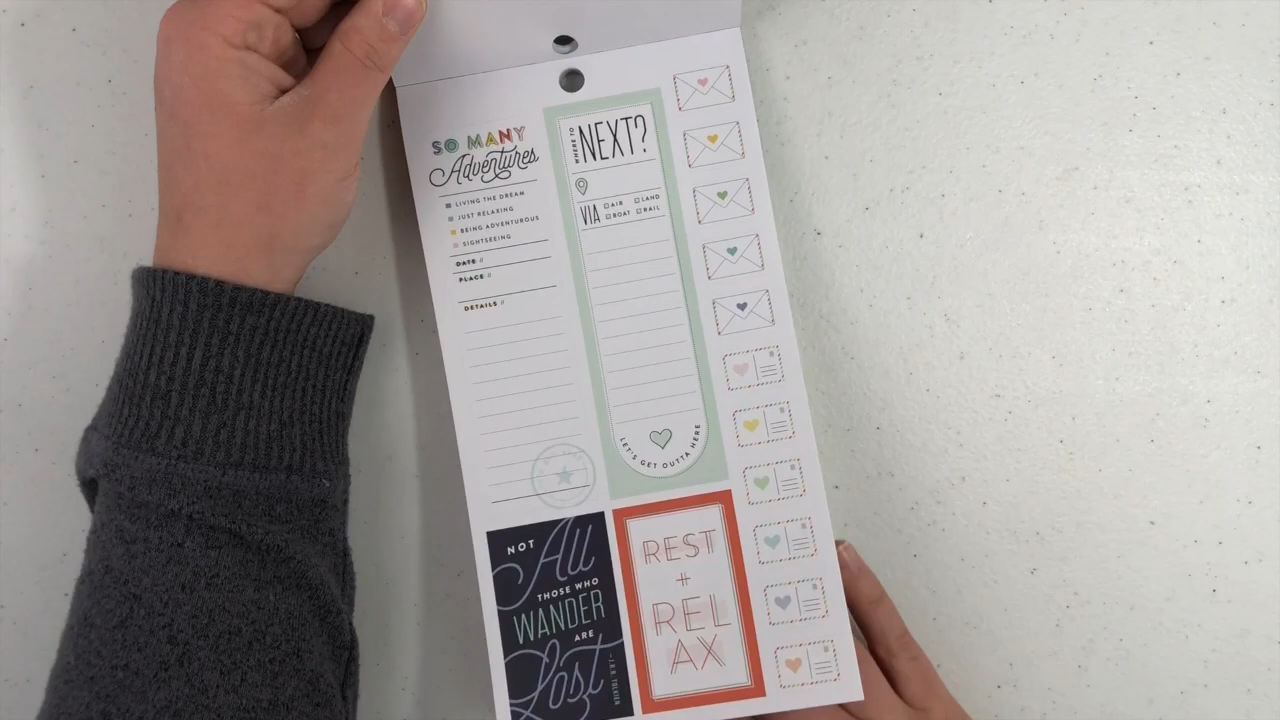 SO MANY
Adventures
LIVING THE DREAM
JUST RELAXING
BEING ADVENTUROUS
SIGHTSEEING
DATE //
PLACE //
DETAILS //
WHERE TO
NEXT?
VIA
AIR
LAND
BOAT
RAIL
LET'S GET OUTTA HERE
NOT All
THOSE WHO
WANDER
ARE
Lost
-J.R.R. TOLKIEN
REST
+
REL
AX